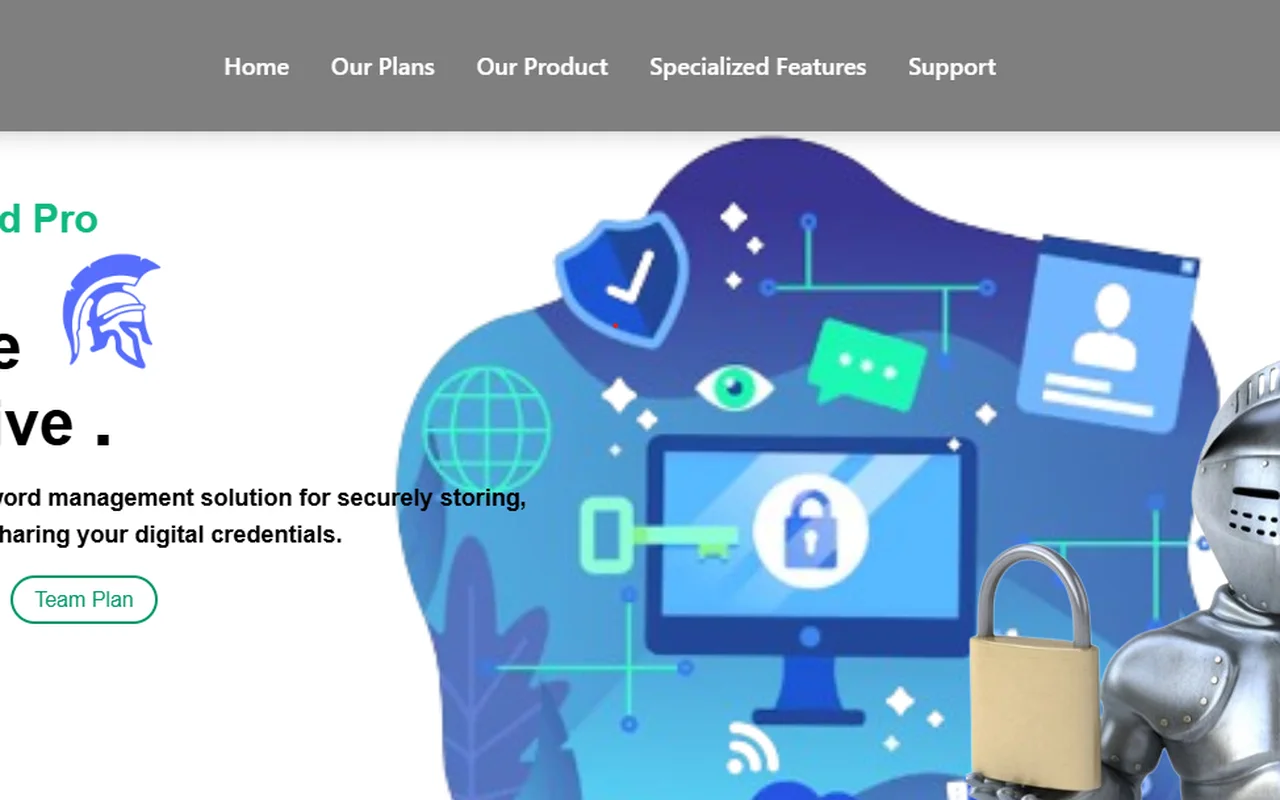 Home Our Plans Our Product Specialized Features Support
d Pro
e
ive .
word management solution for securely storing,
haring your digital credentials.
Team Plan